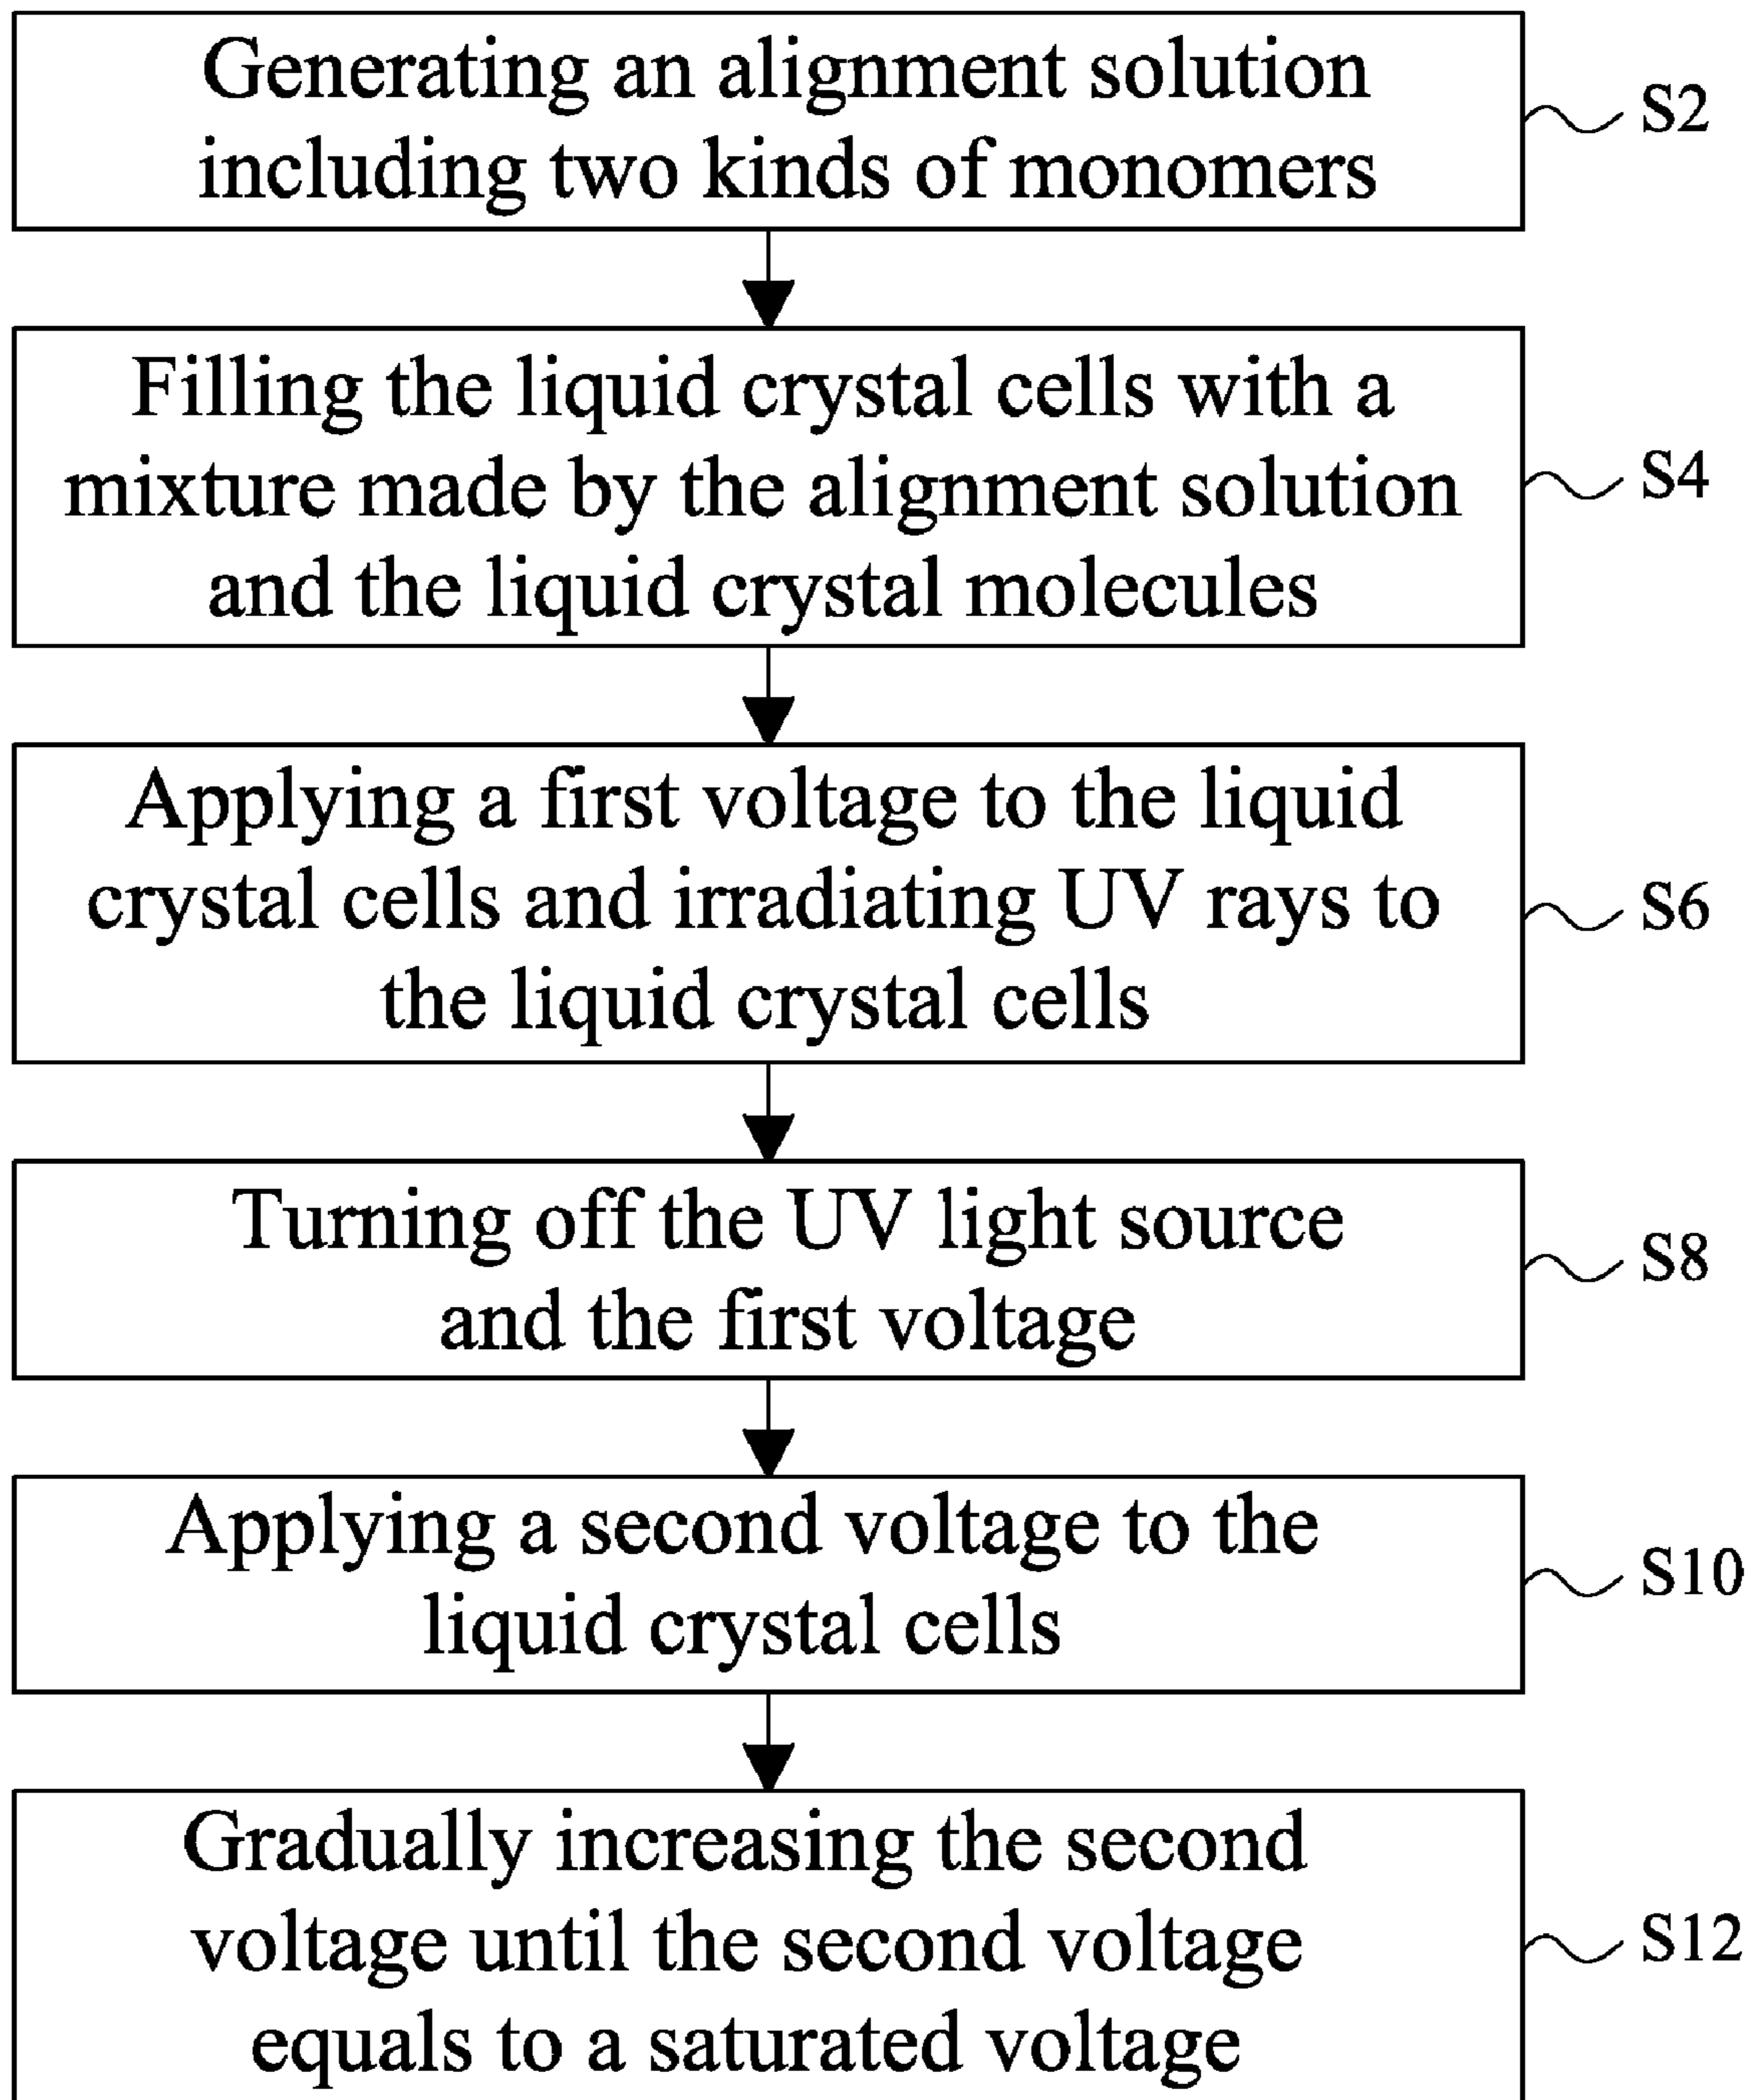 Generating an alignment solution
including two kinds of monomers
S2
Filling the liquid crystal cells with a
mixture made by the alignment solution
and the liquid crystal molecules
S4
Applying a first voltage to the liquid
crystal cells and irradiating UV rays to
the liquid crystal cells
S6
Turning off the UV light source
and the first voltage
S8
Applying a second voltage to the
liquid crystal cells
S10
Gradually increasing the second
voltage until the second voltage
equals to a saturated voltage
S12